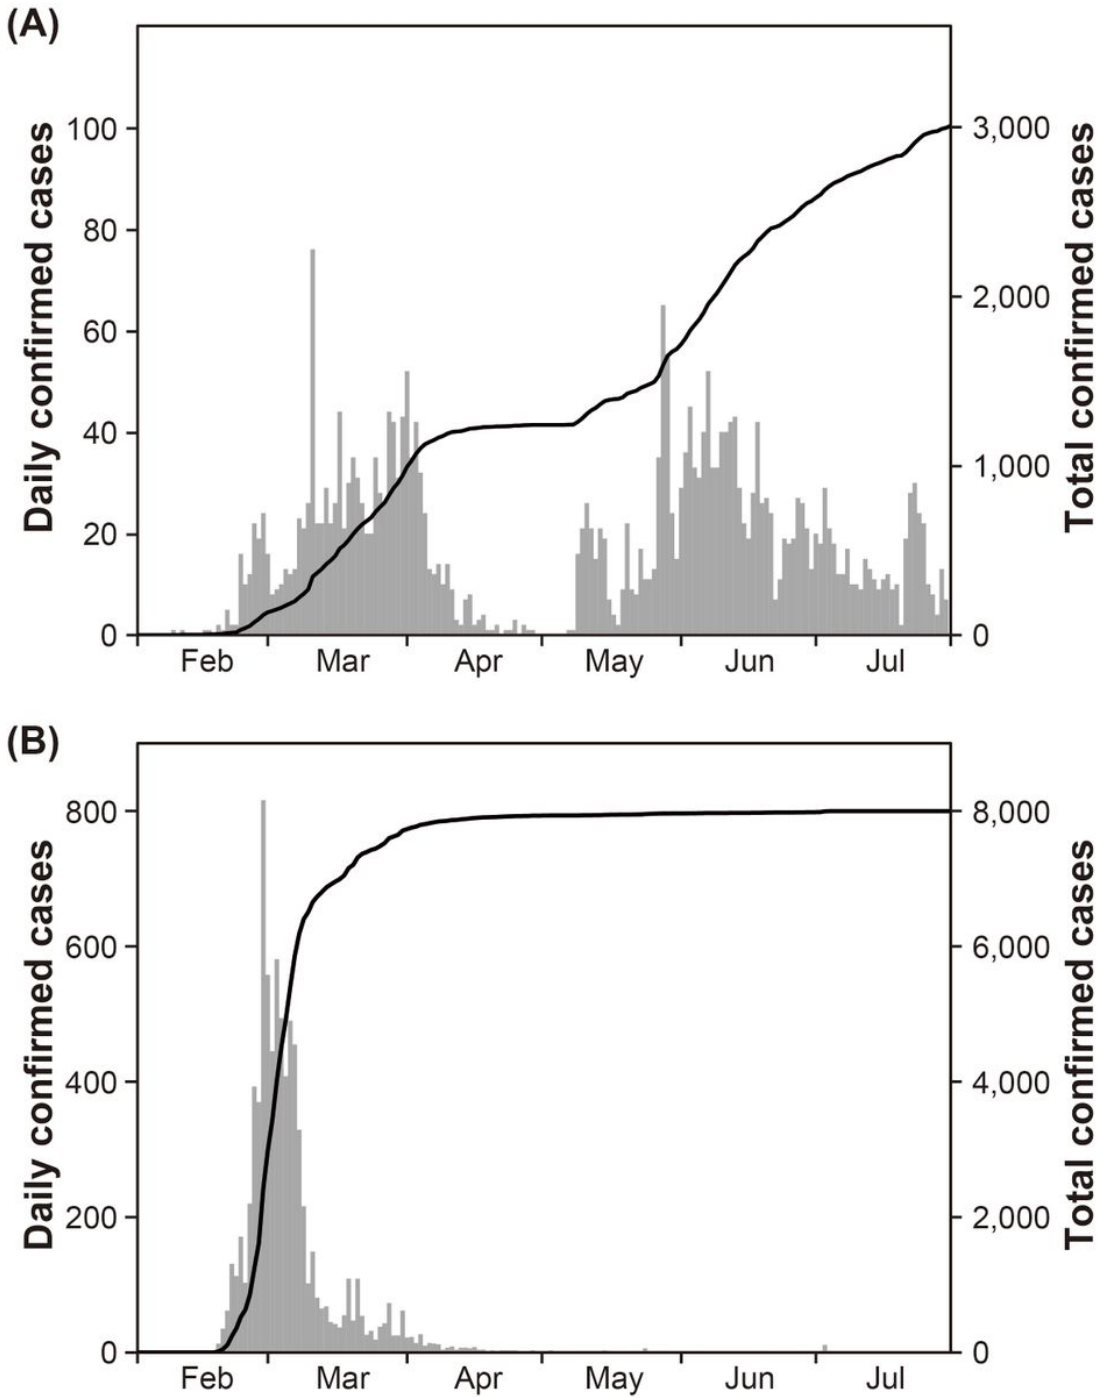 (A)
Daily confirmed cases
100
80
60
40
20
0
Total confirmed cases
3,000
2,000
1,000
0
Feb Mar Apr May Jun Jul
(B)
Daily confirmed cases
800
600
400
200
0
Total confirmed cases
8,000
6,000
4,000
2,000
0
Feb Mar Apr May Jun Jul